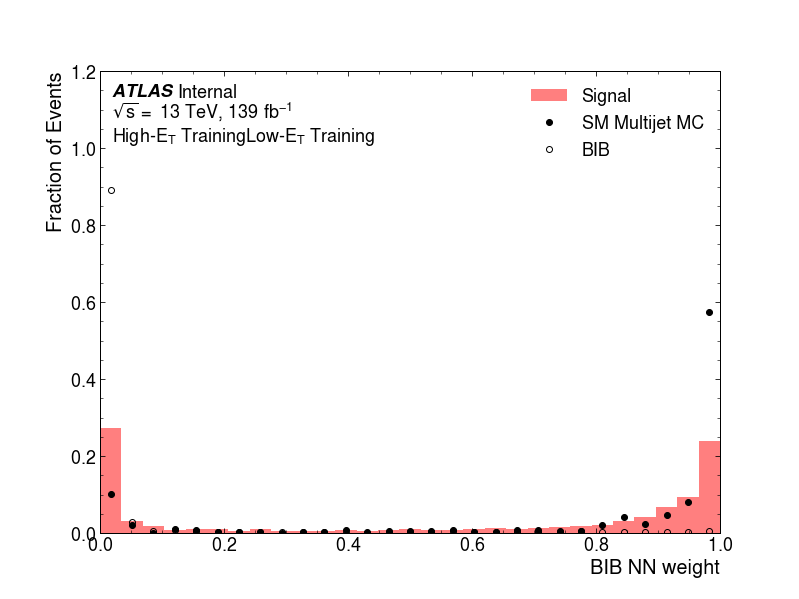 1.2
1.0
0.8
0.6
0.4
0.2
0.0
Fraction of Events
ATLAS Internal
√s = 13 TeV, 139 fb⁻¹
High-E_T TrainingLow-E_T Training
Signal
SM Multijet MC
BIB
0.0 0.2 0.4 0.6 0.8 1.0
BIB NN weight